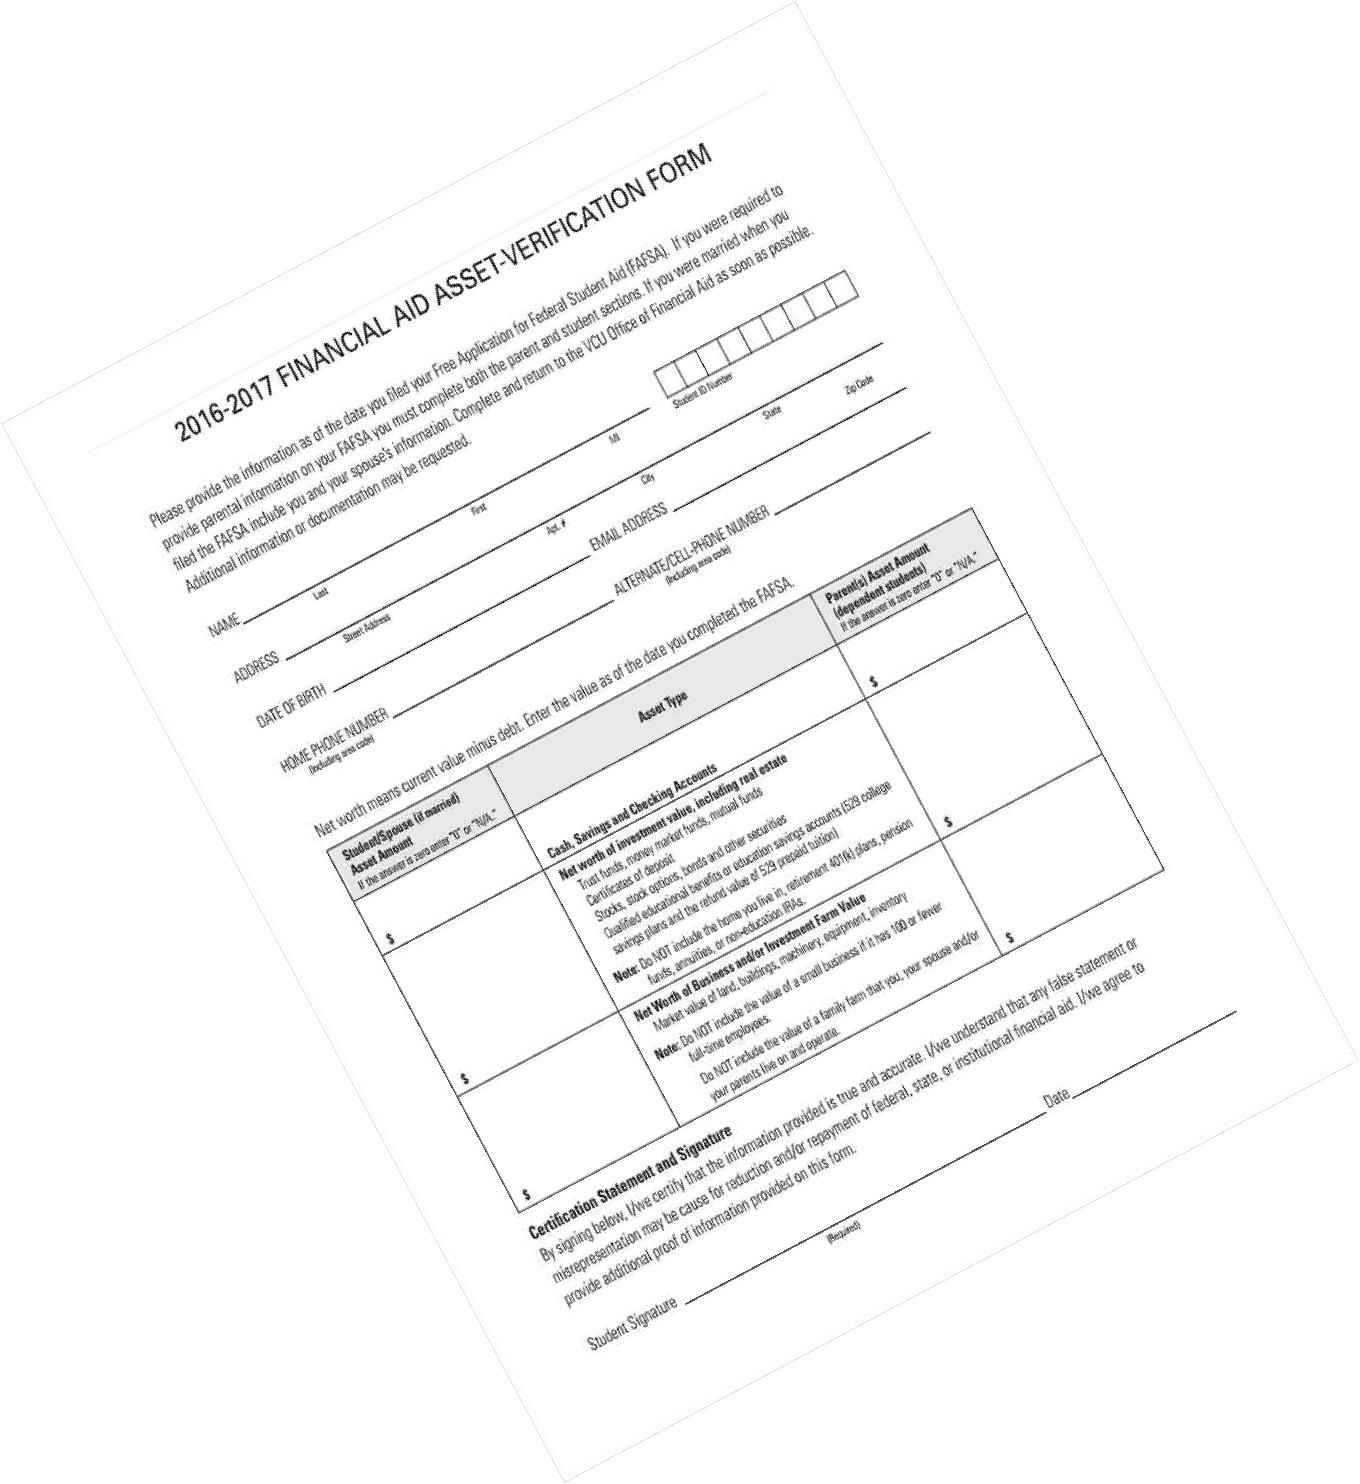 2016-2017 FINANCIAL AID ASSET-VERIFICATION FORM
Please provide the information as of the date you filed your Free Application for Federal Student Aid (FAFSA). If you were required to
provide parental information on your FAFSA you must complete both the parent and student sections. If you were married when you
filed the FAFSA include you and your spouse's information. Complete and return to the VCU Office of Financial Aid as soon as possible.
Additional information or documentation may be requested.
Student ID Number
NAME
Last First MI
ADDRESS
Street Address Apt. # City State Zip Code
DATE OF BIRTH EMAIL ADDRESS
HOME PHONE NUMBER ALTERNATE/CELL-PHONE NUMBER
(including area code) (including area code)
Net worth means current value minus debt. Enter the value as of the date you completed the FAFSA.
Student/Spouse (if married)
Asset Amount
If the answer is zero enter "0" or "N/A."
Asset Type
Parent(s) Asset Amount
(dependent students)
If the answer is zero enter "0" or "N/A."
$
Cash, Savings and Checking Accounts
$
$
Net worth of investment value, including real estate
Trust funds, money market funds, mutual funds
Certificates of deposit
Stocks, stock options, bonds and other securities
Qualified educational benefits or education savings accounts (529 college
savings plans and the refund value of 529 prepaid tuition)
Note: Do NOT include the home you live in, retirement 401(k) plans, pension
funds, annuities, or non-education IRAs.
$
$
Net Worth of Business and/or Investment Farm Value
Market value of land, buildings, machinery, equipment, inventory
Note: Do NOT include the value of a small business if it has 100 or fewer
full-time employees.
Do NOT include the value of a family farm that you, your spouse and/or
your parents live on and operate.
$
Certification Statement and Signature
By signing below, I/we certify that the information provided is true and accurate. I/we understand that any false statement or
misrepresentation may be cause for reduction and/or repayment of federal, state, or institutional financial aid. I/we agree to
provide additional proof of information provided on this form.
Student Signature Date
(Required)